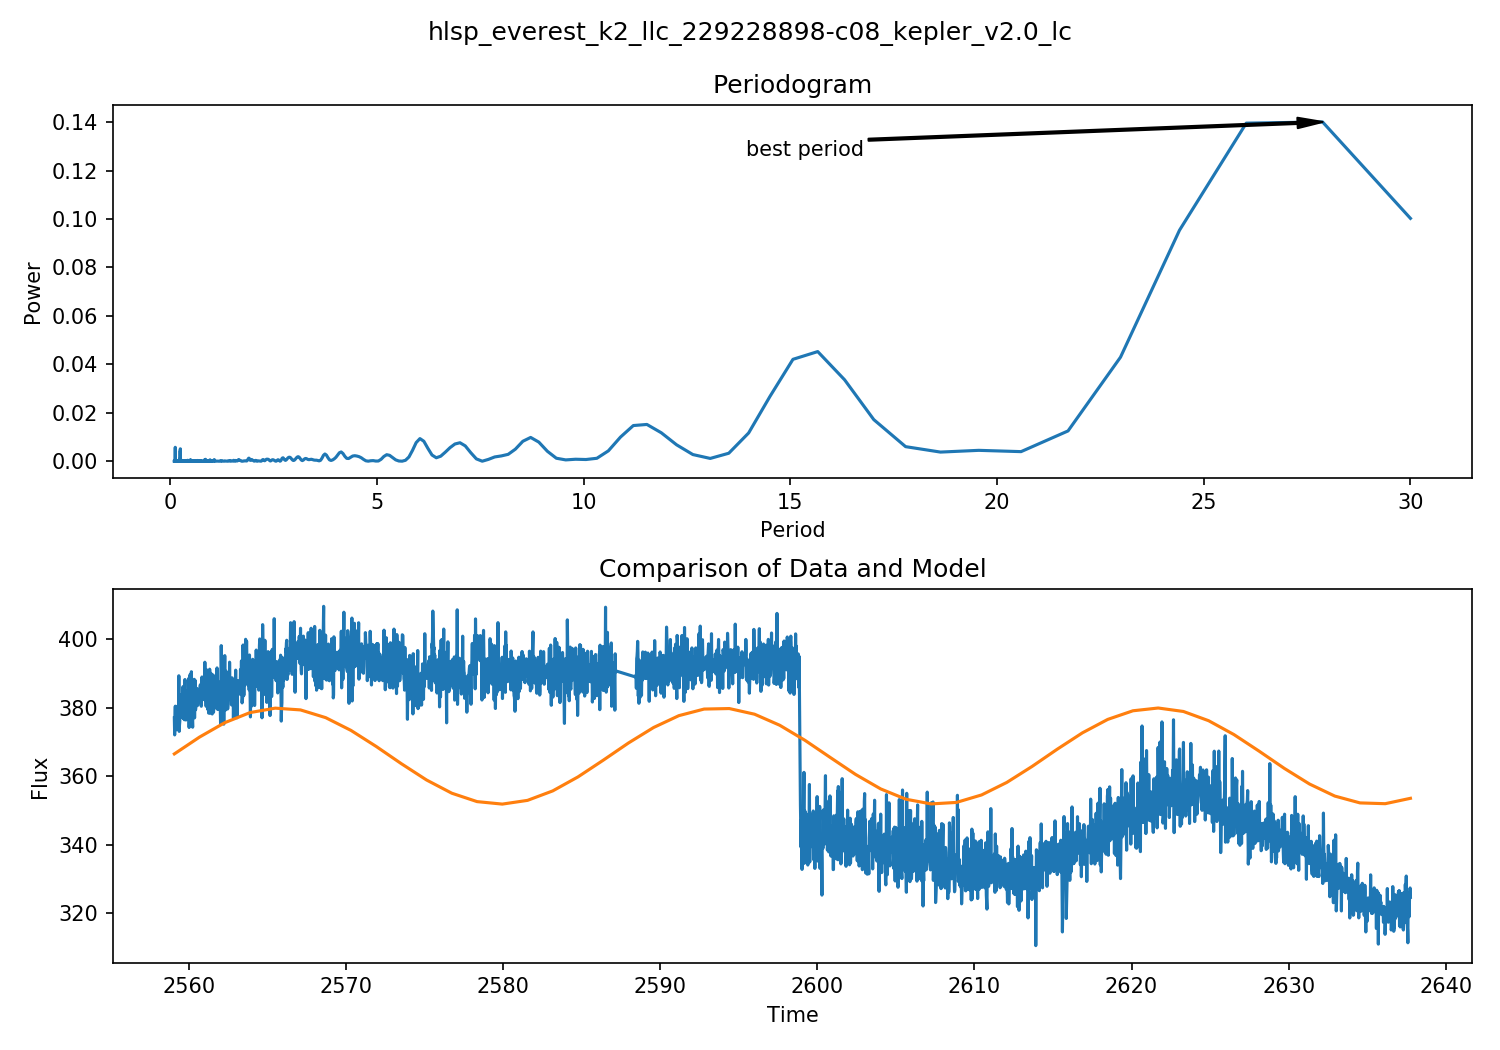 hlsp_everest_k2_llc_229228898-c08_kepler_v2.0_lc
Periodogram
0.14
0.12
0.10
0.08
0.06
0.04
0.02
0.00
Power
best period
0 5 10 15 20 25 30
Period
Comparison of Data and Model
400
380
360
340
320
Flux
2560 2570 2580 2590 2600 2610 2620 2630 2640
Time